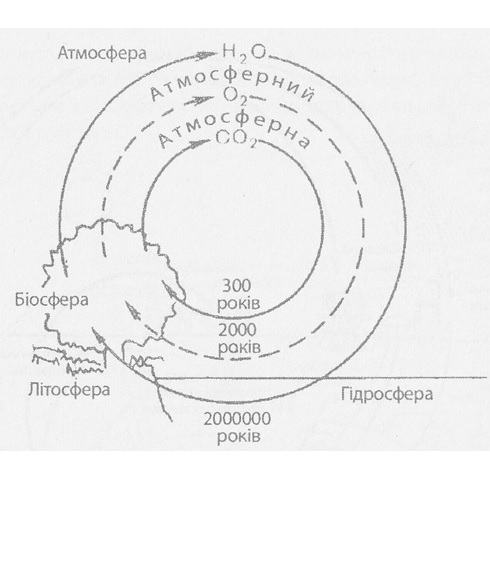 Атмосфера
H2O
Атмосферний
O2
Атмосферна
CO2
Біосфера
300
років
2000
років
Літосфера
Гідросфера
2000000
років